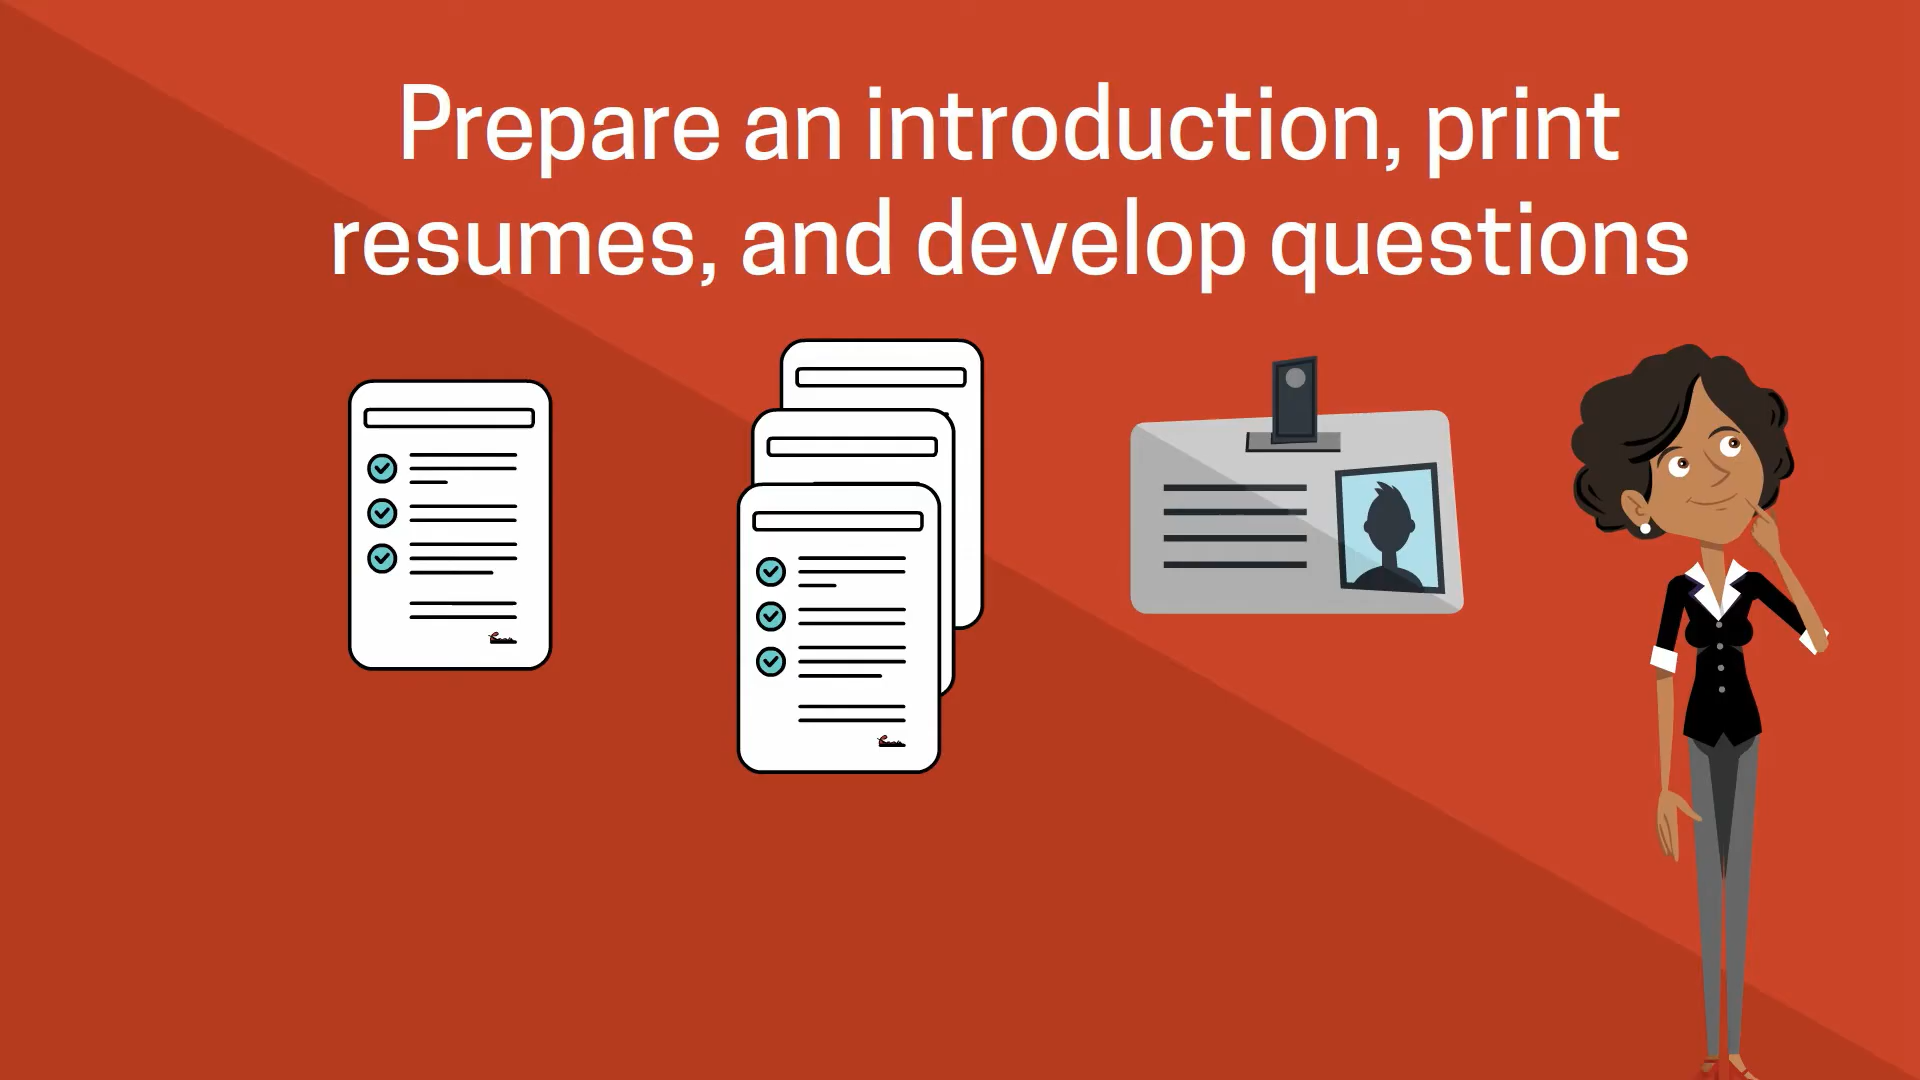 Prepare an introduction, print
resumes, and develop questions